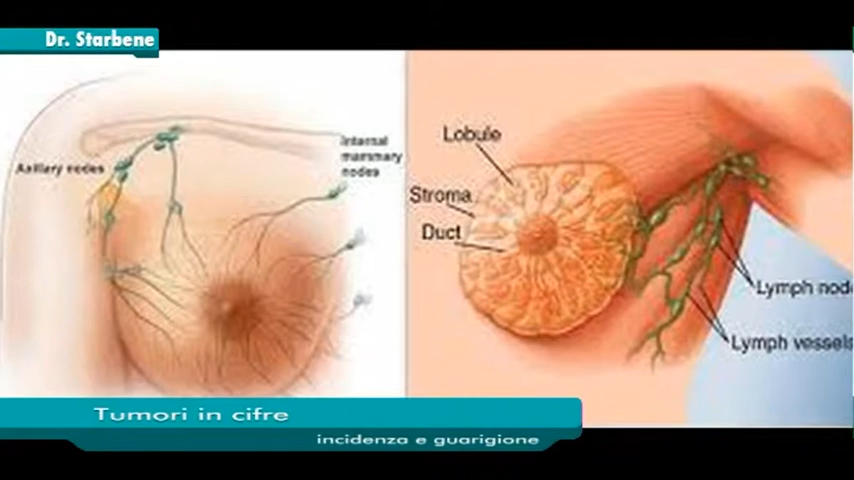 Dr. Starbene
Axillary nodes
Internal
mammary
nodes
Lobule
Stroma
Duct
Lymph node
Lymph vessels
Tumori in cifre
incidenza e guarigione